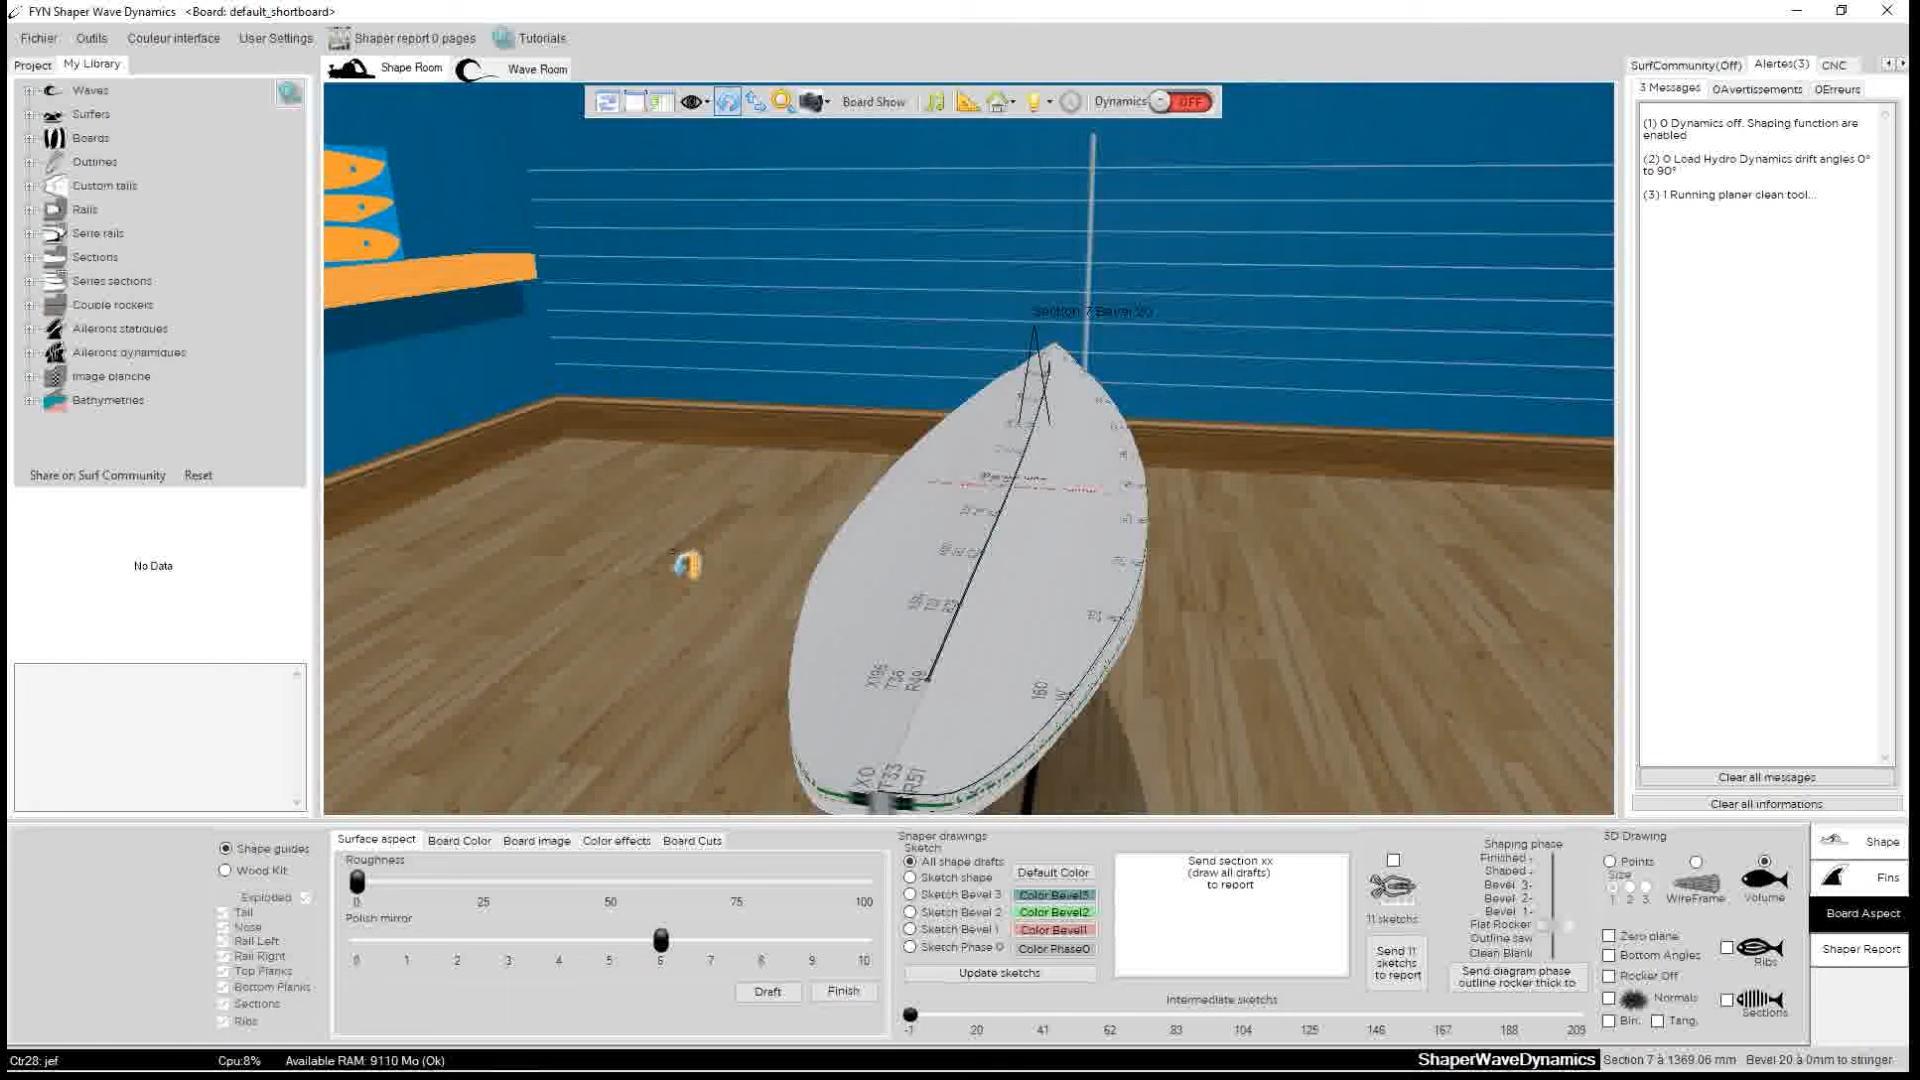 FYN Shaper Wave Dynamics <Board: default_shortboard>
Fichier Outils Couleur interface User Settings Shaper report 0 pages Tutorials
Project My Library
Shape Room Wave Room
SurfCommunity(Off) Alertes(3) CNC
Waves
Surfers
Boards
Outlines
Custom tails
Rails
Serie rails
Sections
Series sections
Couple rockers
Ailerons statiques
Ailerons dynamiques
Image planche
Bathymetries
Share on Surf Community Reset
No Data
Board Show Dynamics OFF
Section 7 Bevel 20
X196
T36
R49
160
W
X0
T33
R51
3 Messages 0Avertissements 0Erreurs
(1) 0 Dynamics off. Shaping function are
enabled
(2) 0 Load Hydro Dynamics drift angles 0°
to 90°
(3) 1 Running planer clean tool...
Clear all messages
Clear all informations
Shape guides
Wood Kit
Exploded
Tail
Nose
Rail Left
Rail Right
Top Planks
Bottom Planks
Sections
Ribs
Surface aspect Board Color Board image Color effects Board Cuts
Roughness
0 25 50 75 100
Polish mirror
0 1 2 3 4 5 6 7 8 9 10
Draft Finish
Shaper drawings
Sketch
All shape drafts
Sketch shape
Sketch Bevel 3
Sketch Bevel 2
Sketch Bevel 1
Sketch Phase 0
Default Color
Color Bevel3
Color Bevel2
Color Bevel1
Color Phase0
Update sketchs
Send section xx
(draw all drafts)
to report
11 sketchs
Send 11
sketchs
to report
Shaping phase
Finished -
Shaped -
Bevel 3-
Bevel 2-
Bevel 1-
Flat Rocker
Outline saw
Clean Blank
Send diagram phase
outline rocker thick to
Intermediate sketchs
-1 20 41 62 83 104 125 146 167 188 209
3D Drawing
Points
Size
1 2 3
WireFrame
Volume
Zero plane
Bottom Angles
Rocker Off
Normals
Bin. Tang.
Ribs
Sections
Shape
Fins
Board Aspect
Shaper Report
Ctr28: jef Cpu:8% Available RAM: 9110 Mo (Ok)
ShaperWaveDynamics Section 7 à 1369.06 mm Bevel 20 à 0mm to stringer